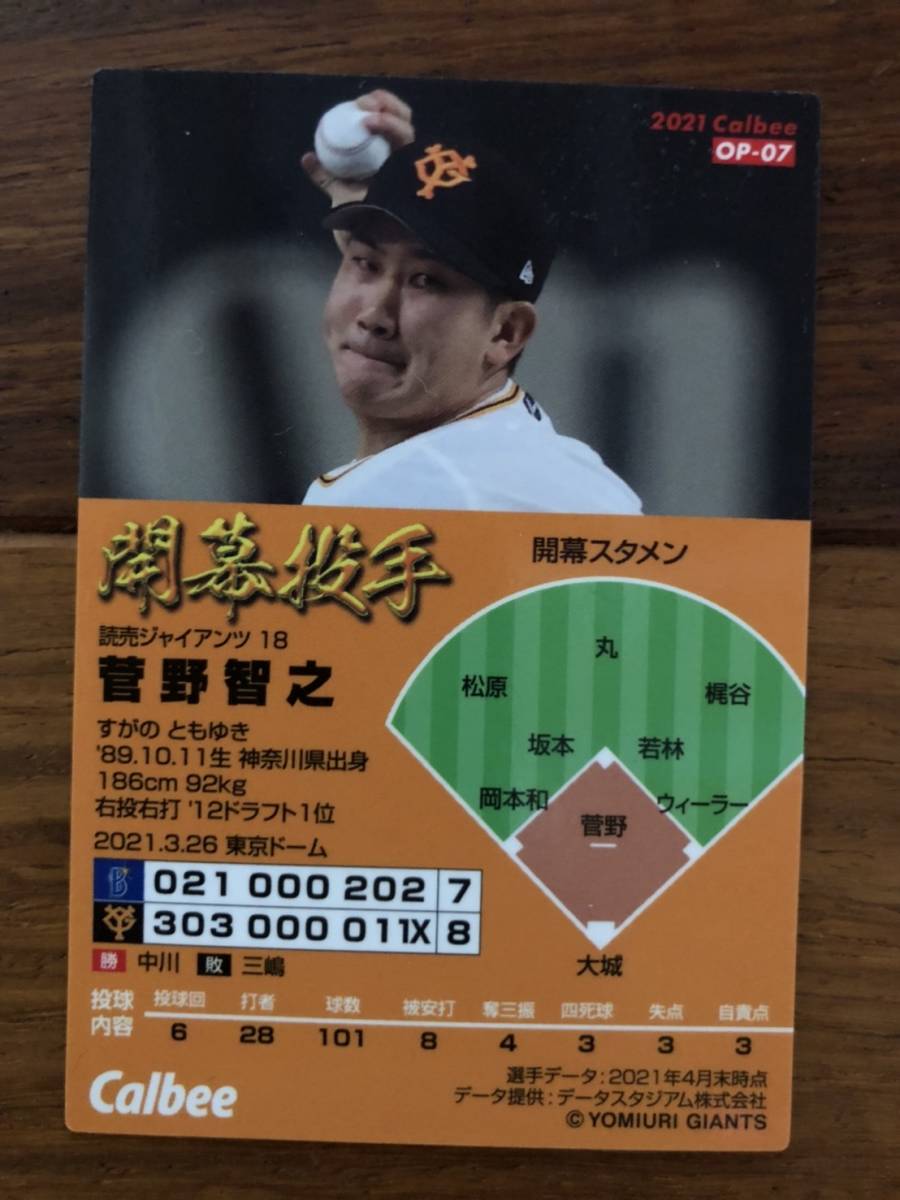 2021 Calbee
OP-07
開幕投手
読売ジャイアンツ 18
菅野智之
すがの ともゆき
'89.10.11生 神奈川県出身
186cm 92kg
右投右打 '12ドラフト1位
2021.3.26 東京ドーム
開幕スタメン
丸
松原
梶谷
坂本
若林
岡本和
ウィーラー
菅野
大城
B 021 000 202 7
YG 303 000 011X 8
勝 中川 敗 三嶋
投球内容
投球回 打者 球数 被安打 奪三振 四死球 失点 自責点
6 28 101 8 4 3 3 3
Calbee
選手データ:2021年4月末時点
データ提供:データスタジアム株式会社
©YOMIURI GIANTS